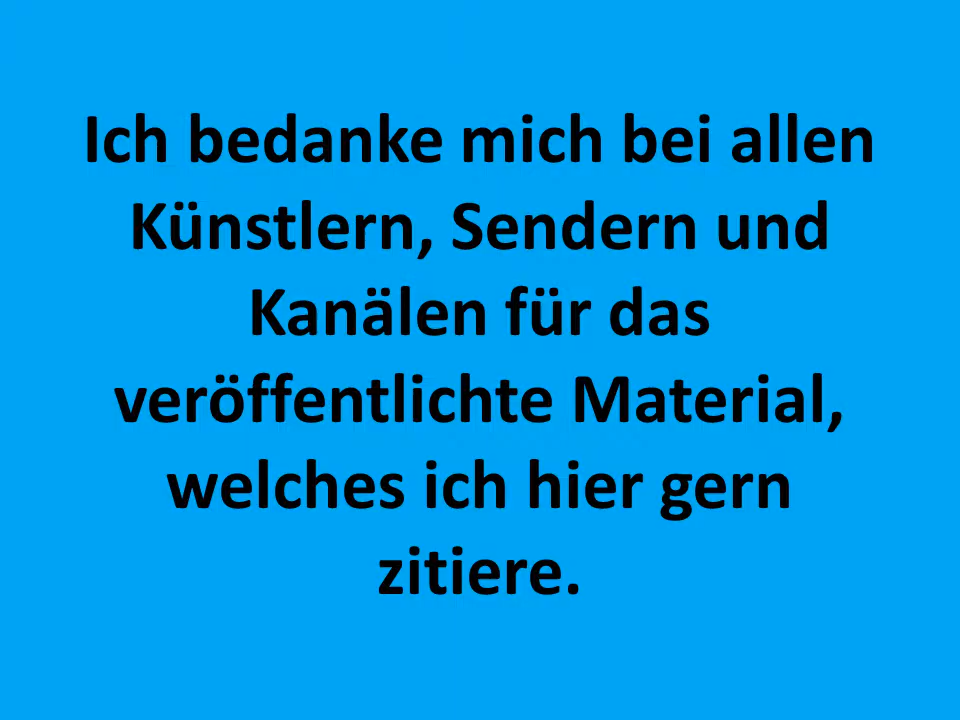 Ich bedanke mich bei allen
Künstlern, Sendern und
Kanälen für das
veröffentlichte Material,
welches ich hier gern
zitiere.